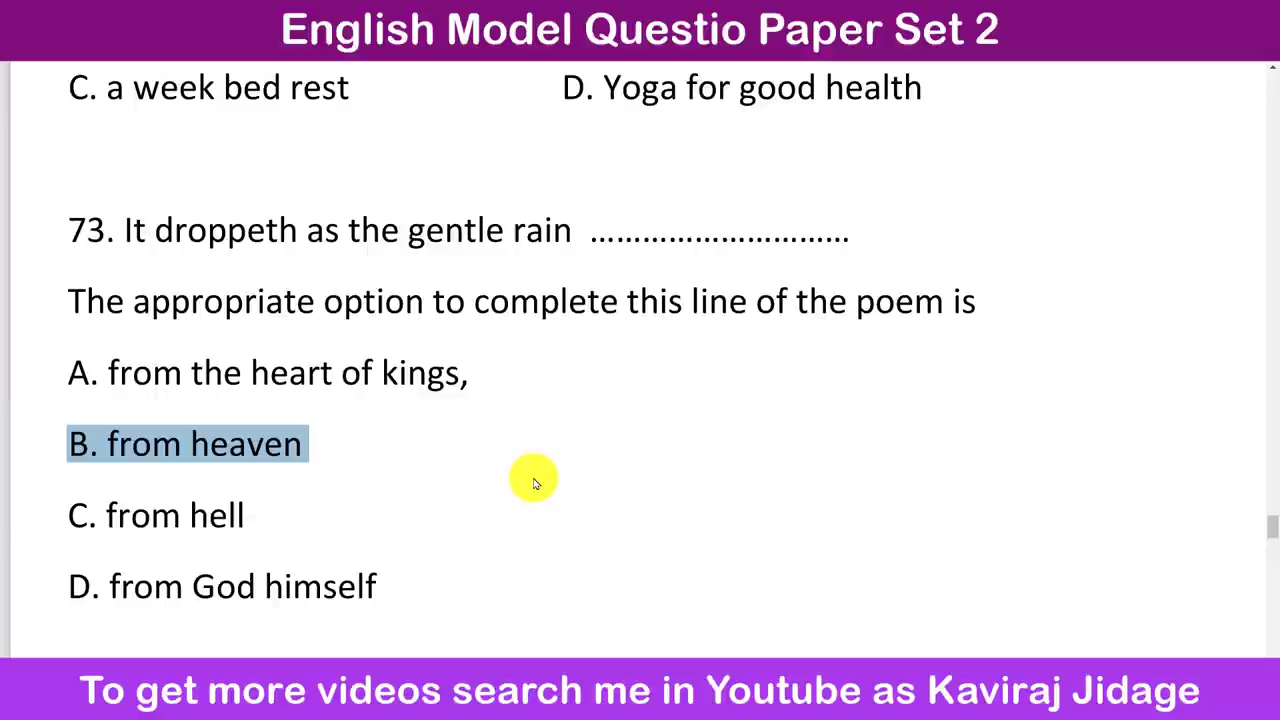 English Model Questio Paper Set 2
C. a week bed rest D. Yoga for good health
73. It droppeth as the gentle rain ..............................
The appropriate option to complete this line of the poem is
A. from the heart of kings,
B. from heaven
C. from hell
D. from God himself
To get more videos search me in Youtube as Kaviraj Jidage